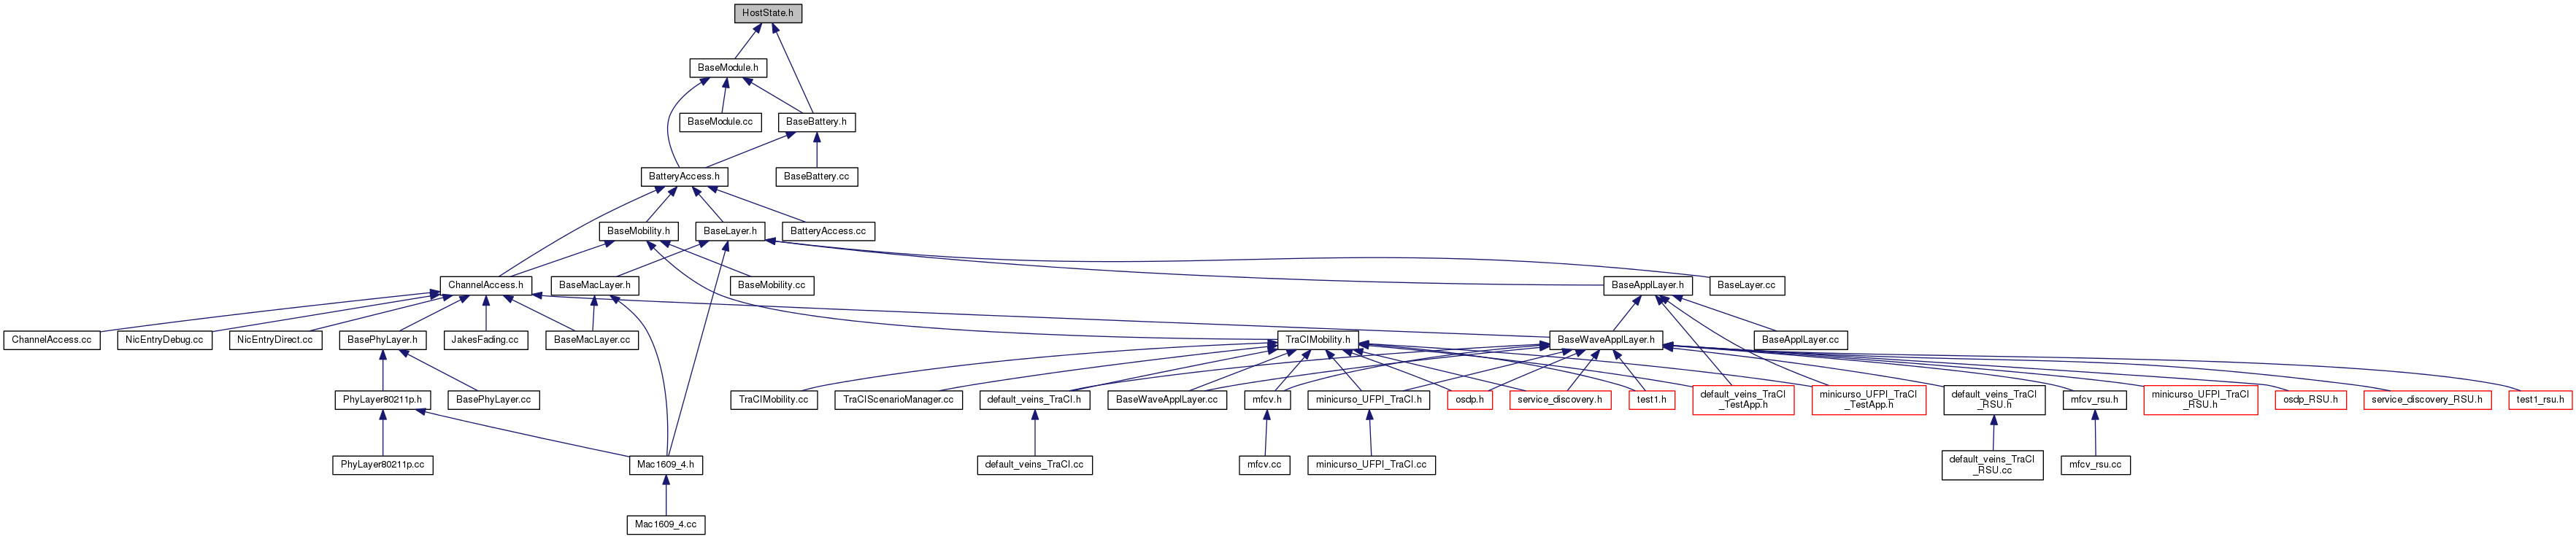 HostState.h
BaseModule.h
BaseModule.cc
BaseBattery.h
BatteryAccess.h
BaseBattery.cc
BaseMobility.h
BaseLayer.h
BatteryAccess.cc
ChannelAccess.h
BaseMacLayer.h
BaseMobility.cc
BaseApplLayer.h
BaseLayer.cc
ChannelAccess.cc
NicEntryDebug.cc
NicEntryDirect.cc
BasePhyLayer.h
JakesFading.cc
BaseMacLayer.cc
TraCIMobility.h
BaseWaveApplLayer.h
BaseApplLayer.cc
PhyLayer80211p.h
BasePhyLayer.cc
TraCIMobility.cc
TraCIScenarioManager.cc
default_veins_TraCI.h
BaseWaveApplLayer.cc
mfcv.h
minicurso_UFPI_TraCI.h
osdp.h
service_discovery.h
test1.h
default_veins_TraCI
_TestApp.h
minicurso_UFPI_TraCI
_TestApp.h
default_veins_TraCI
_RSU.h
mfcv_rsu.h
minicurso_UFPI_TraCI
_RSU.h
osdp_RSU.h
service_discovery_RSU.h
test1_rsu.h
PhyLayer80211p.cc
Mac1609_4.h
default_veins_TraCI.cc
mfcv.cc
minicurso_UFPI_TraCI.cc
default_veins_TraCI
_RSU.cc
mfcv_rsu.cc
Mac1609_4.cc